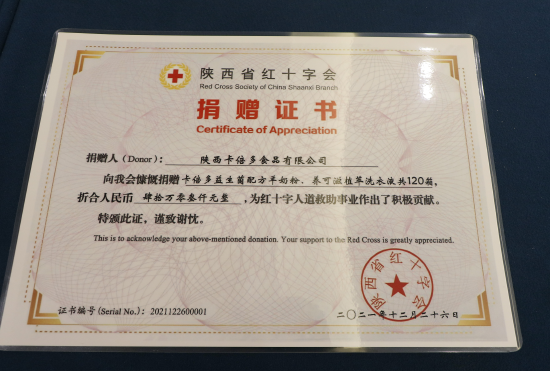 陕西省红十字会
Red Cross Society of China Shaanxi Branch
捐赠证书
Certificate of Appreciation
捐赠人（Donor）：陕西卡倍多食品有限公司
向我会慷慨捐赠卡倍多益生菌配方羊奶粉、养可滋植萃洗衣液共120箱，
折合人民币 肆拾万零叁仟元整 ，为红十字人道救助事业作出了积极贡献。
特颁此证，谨致谢忱。
This is to acknowledge your above-mentioned donation. Your support to the Red Cross is greatly appreciated.
陕西省红十字会
证书编号（Serial No.）：2021122600001
二〇二一年十二月二十六日